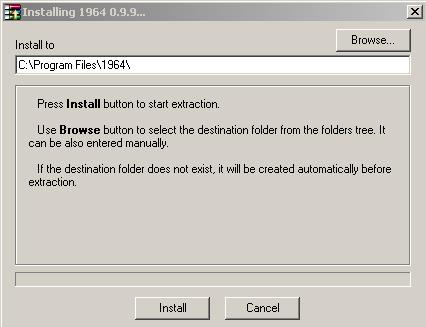 Installing 1964 0.9.9...
Install to
Browse...
C:\Program Files\1964\
Press Install button to start extraction.
Use Browse button to select the destination folder from the folders tree. It
can be also entered manually.
If the destination folder does not exist, it will be created automatically before
extraction.
Install
Cancel